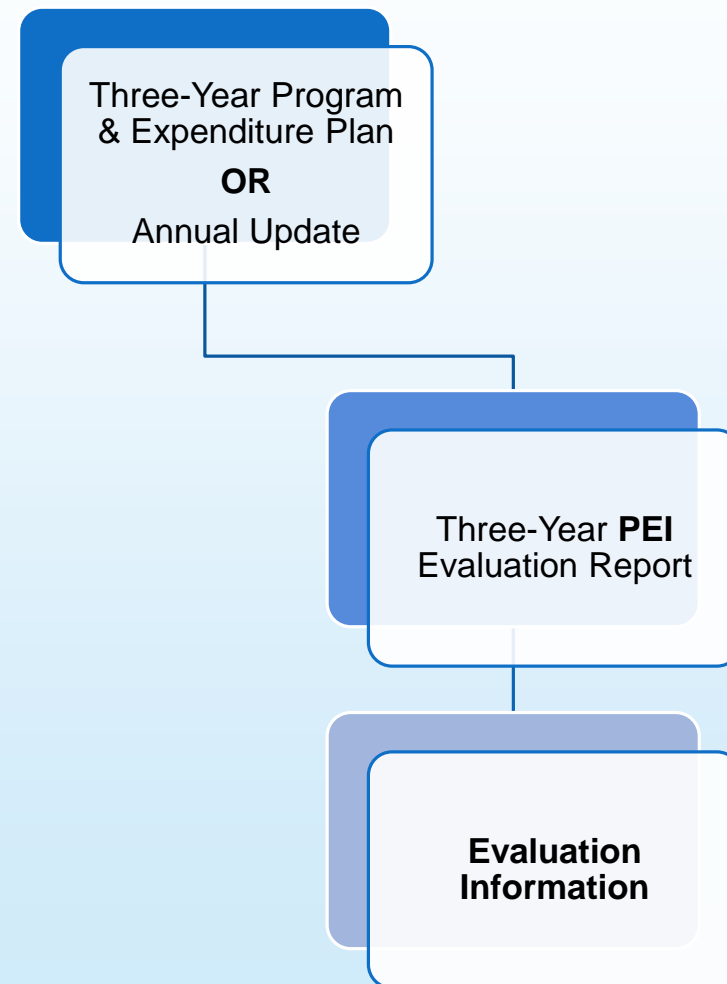 Three-Year Program
& Expenditure Plan
OR
Annual Update
Three-Year PEI
Evaluation Report
Evaluation
Information